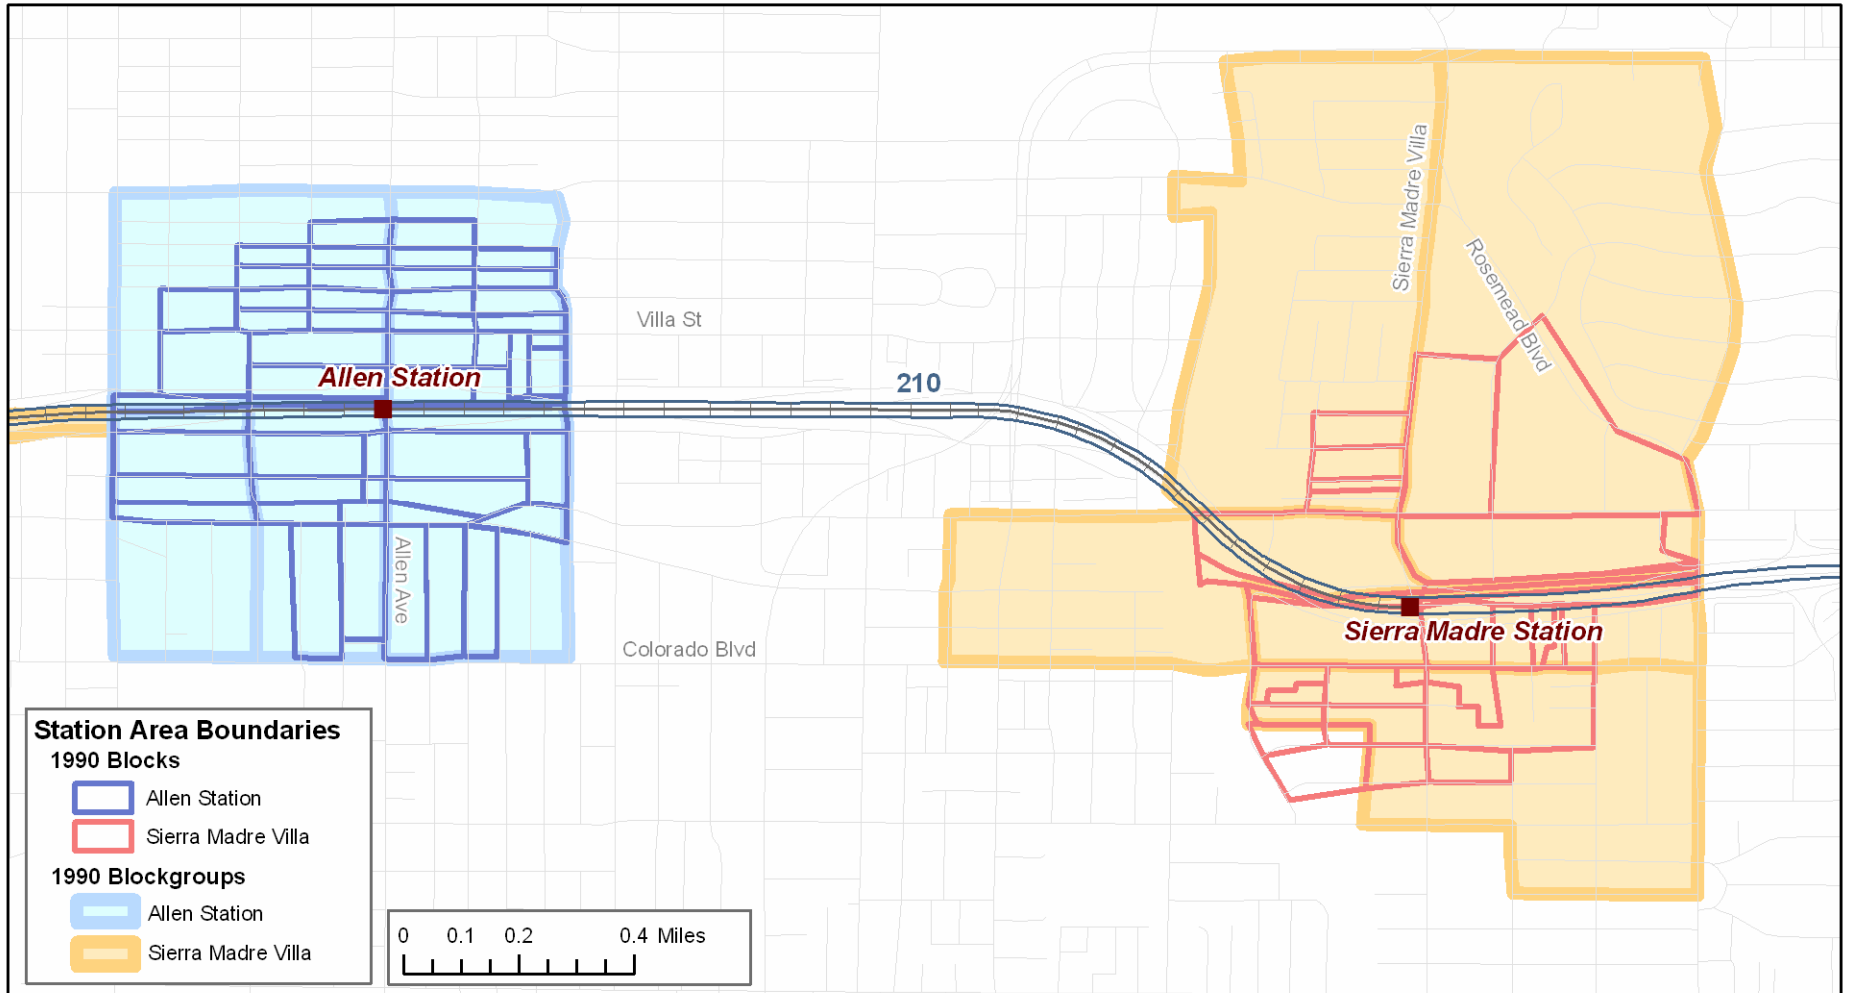 Sierra Madre Villa
Rosemead Blvd
Villa St
Allen Station
210
Allen Ave
Colorado Blvd
Sierra Madre Station
Station Area Boundaries
1990 Blocks
Allen Station
Sierra Madre Villa
1990 Blockgroups
Allen Station
Sierra Madre Villa
0 0.1 0.2 0.4 Miles